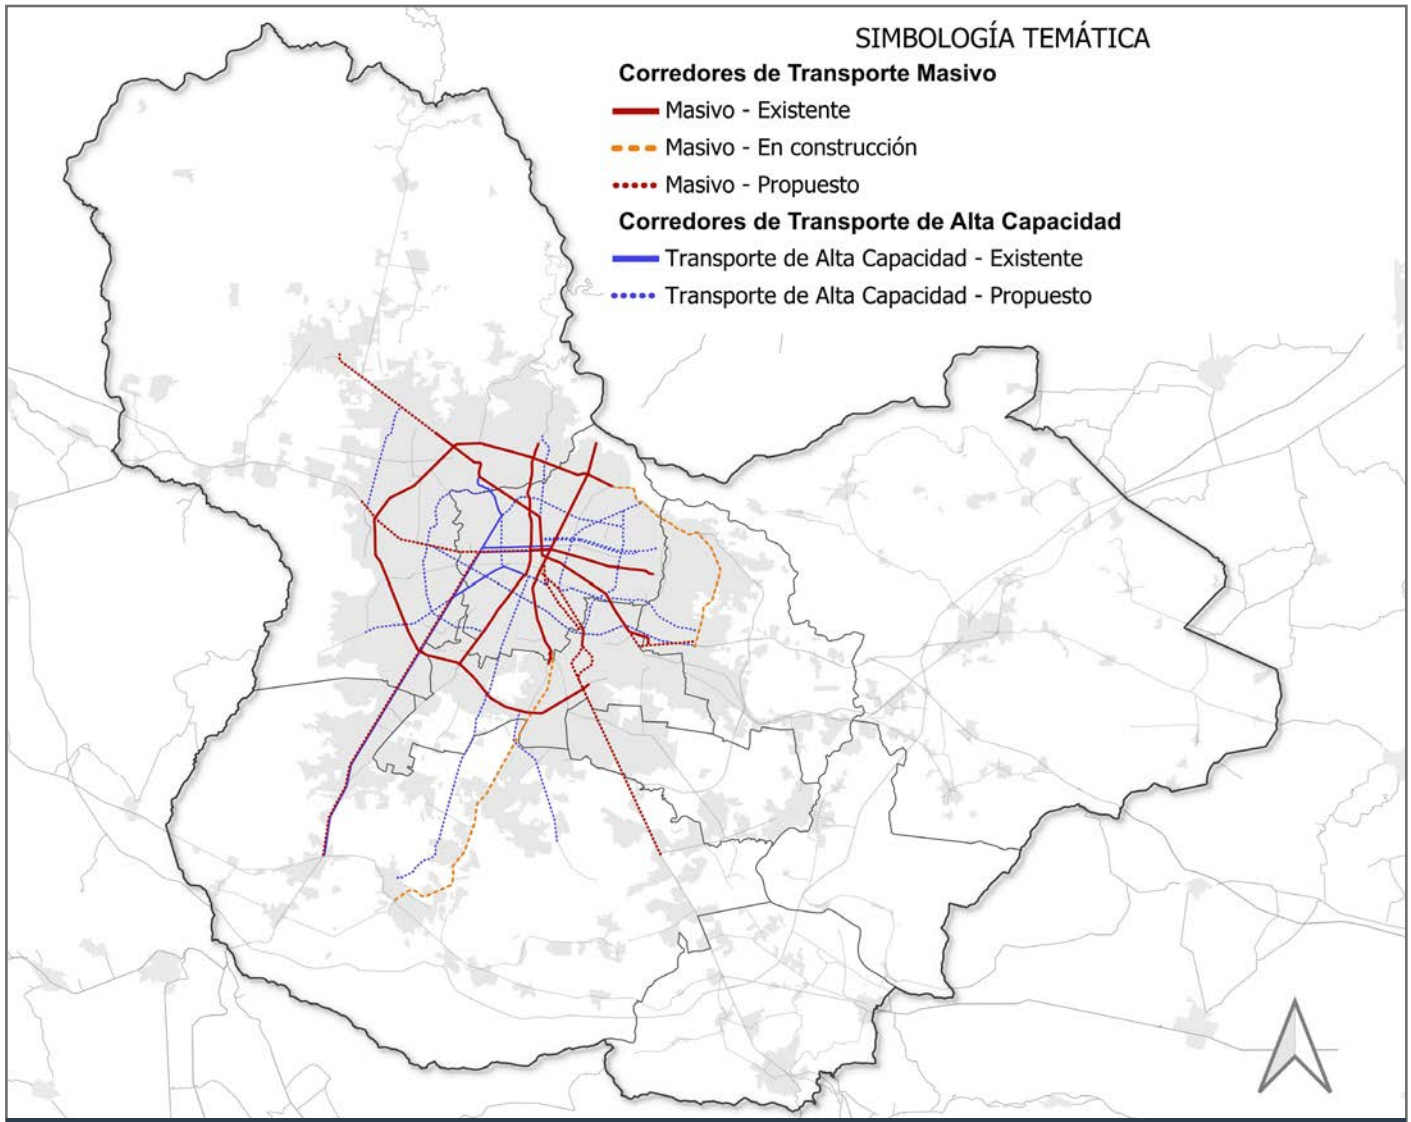 SIMBOLOGÍA TEMÁTICA
Corredores de Transporte Masivo
Masivo - Existente
Masivo - En construcción
Masivo - Propuesto
Corredores de Transporte de Alta Capacidad
Transporte de Alta Capacidad - Existente
Transporte de Alta Capacidad - Propuesto